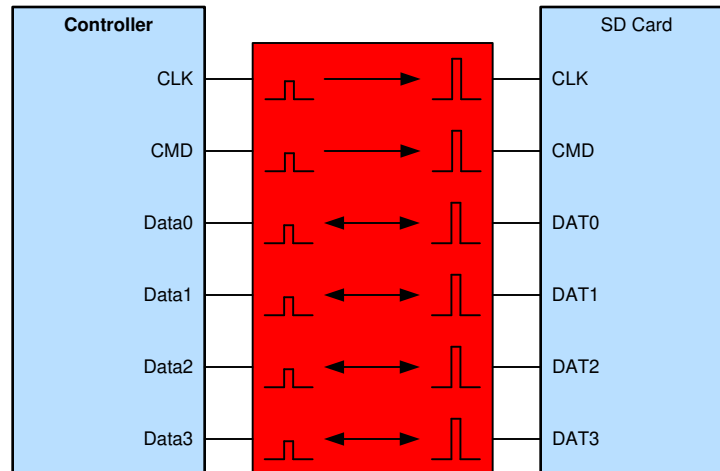 Controller
SD Card
CLK
CLK
CMD
CMD
Data0
DAT0
Data1
DAT1
Data2
DAT2
Data3
DAT3